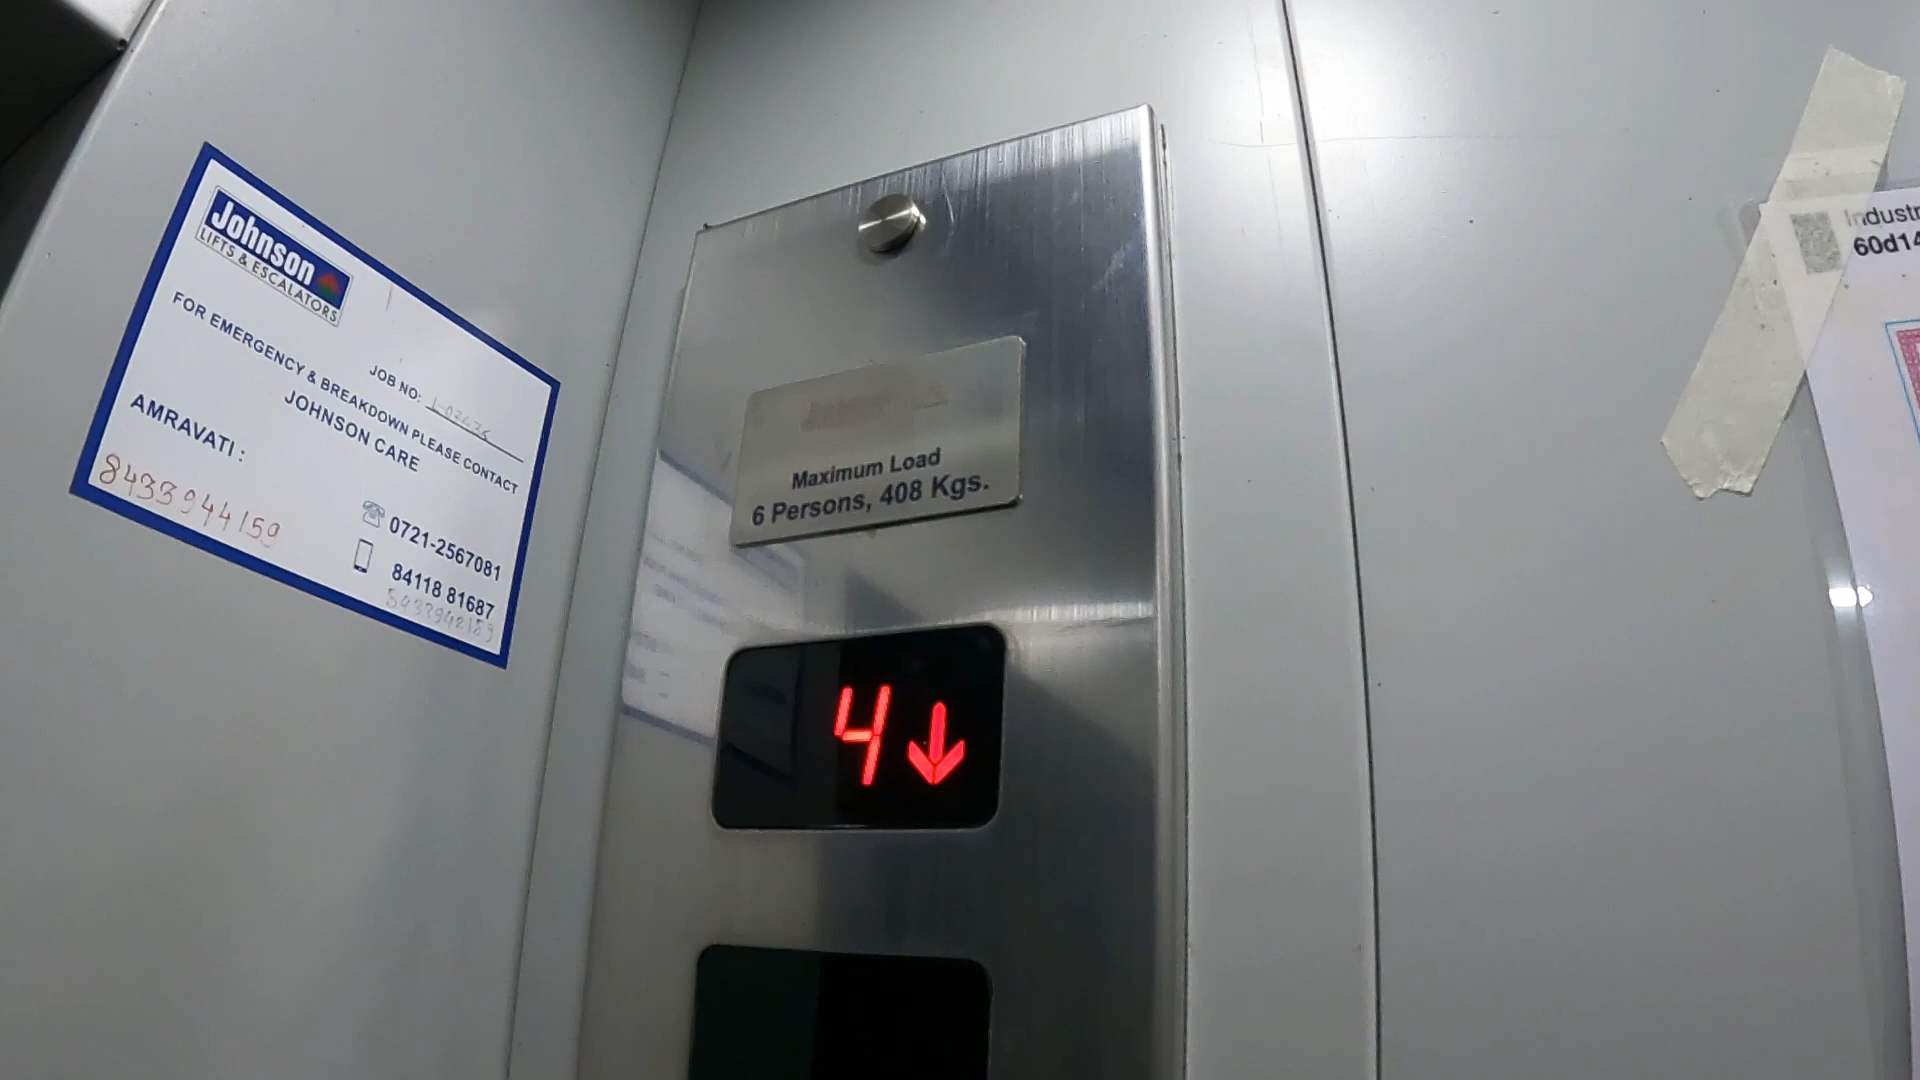 Johnson
LIFTS & ESCALATORS
JOB NO:
FOR EMERGENCY & BREAKDOWN PLEASE CONTACT
JOHNSON CARE
AMRAVATI :
8433944159
0721-2567081
84118 81687
8433942159
Maximum Load
6 Persons, 408 Kgs.
4
Industr
60d14